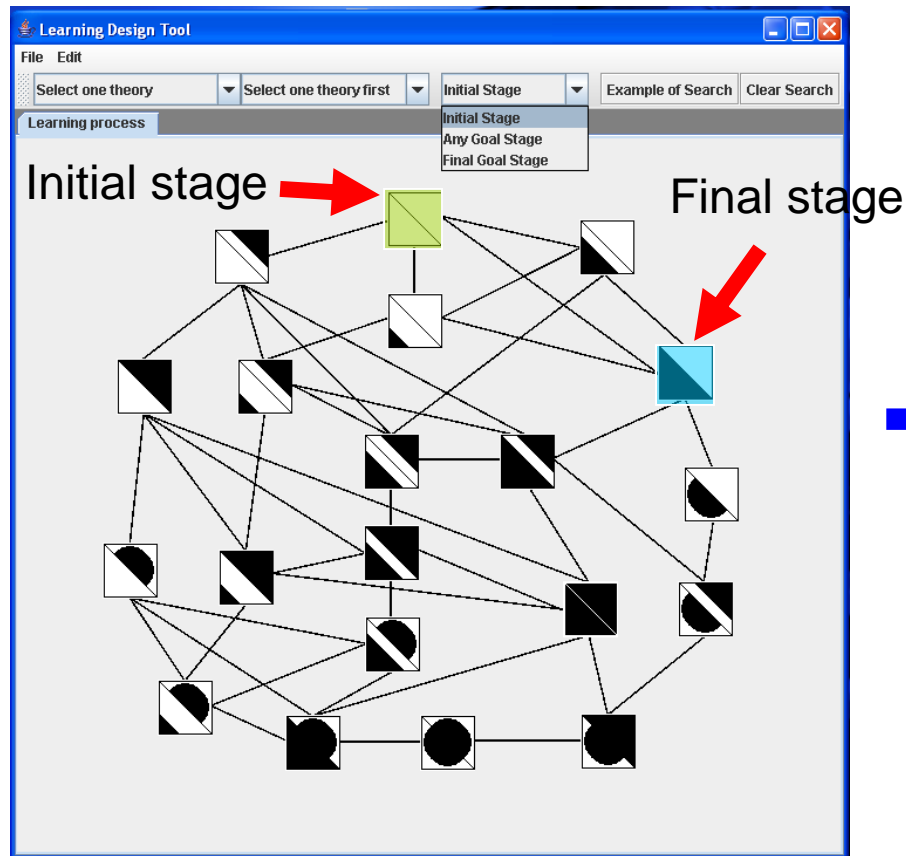 Learning Design Tool
File Edit
Select one theory Select one theory first Initial Stage Example of Search Clear Search
Learning process
Initial Stage
Any Goal Stage
Final Goal Stage
Initial stage
Final stage